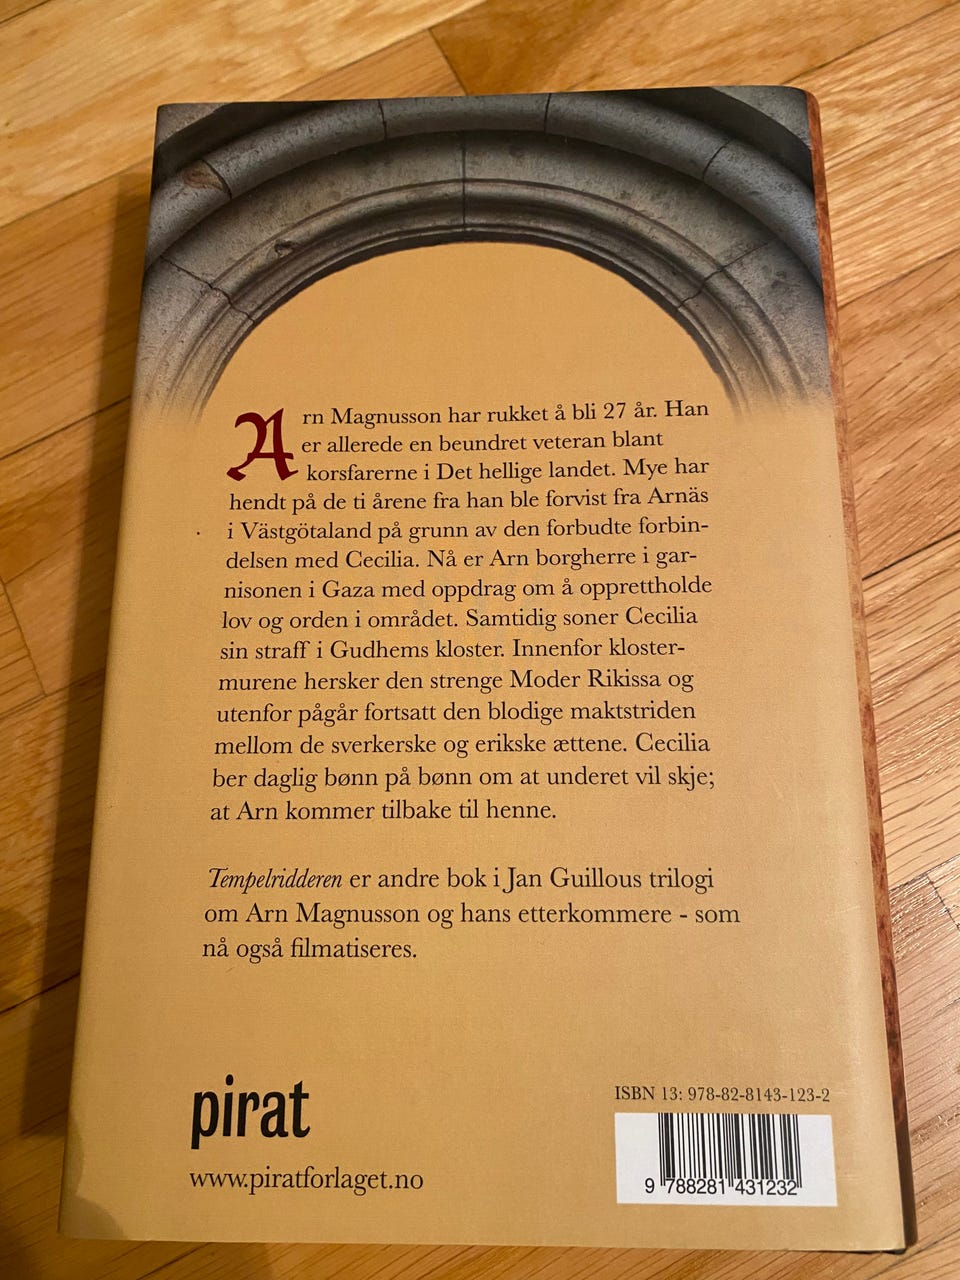 Arn Magnusson har rukket å bli 27 år. Han
er allerede en beundret veteran blant
korsfarerne i Det hellige landet. Mye har
hendt på de ti årene fra han ble forvist fra Arnäs
i Västgötaland på grunn av den forbudte forbin-
delsen med Cecilia. Nå er Arn borgherre i gar-
nisonen i Gaza med oppdrag om å opprettholde
lov og orden i området. Samtidig soner Cecilia
sin straff i Gudhems kloster. Innenfor kloster-
murene hersker den strenge Moder Rikissa og
utenfor pågår fortsatt den blodige maktstriden
mellom de sverkerske og erikske ættene. Cecilia
ber daglig bønn på bønn om at underet vil skje;
at Arn kommer tilbake til henne.
Tempelridderen er andre bok i Jan Guillous trilogi
om Arn Magnusson og hans etterkommere - som
nå også filmatiseres.
pirat
www.piratforlaget.no
ISBN 13: 978-82-8143-123-2
9 788281 431232